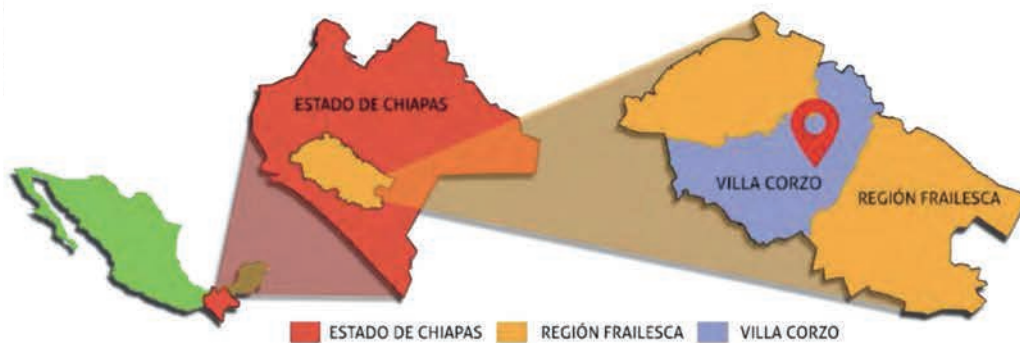 ESTADO DE CHIAPAS
VILLA CORZO
REGIÓN FRAILESCA
ESTADO DE CHIAPAS
REGIÓN FRAILESCA
VILLA CORZO